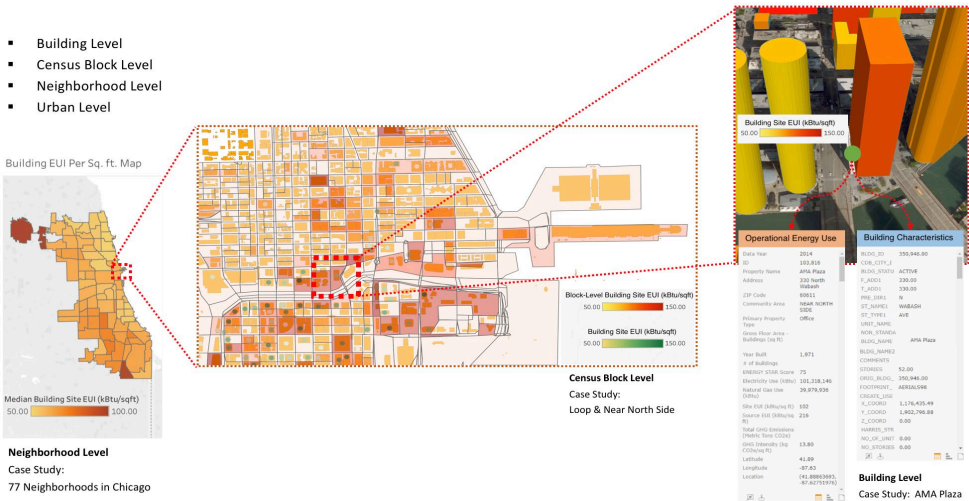 Building Level
Census Block Level
Neighborhood Level
Urban Level
Building EUI Per Sq. ft. Map
Median Building Site EUI (kBtu/sqft)
50.00 100.00
Neighborhood Level
Case Study:
77 Neighborhoods in Chicago
Block-Level Building Site EUI (kBtu/sqft)
50.00 150.00
Building Site EUI (kBtu/sqft)
50.00 150.00
Census Block Level
Case Study:
Loop & Near North Side
Building Site EUI (kBtu/sqft)
50.00 150.00
Operational Energy Use
Data Year 2014
ID 103,816
Property Name AMA Plaza
Address 330 North
Wabash
ZIP Code 60611
Community Area NEAR NORTH
SIDE
Primary Property Office
Type
Gross Floor Area -
Buildings (sq ft)
Year Built 1,971
# of Buildings
ENERGY STAR Score 75
Electricity Use (kBtu) 101,318,146
Natural Gas Use 39,979,936
(kBtu)
Site EUI (kBtu/sq ft) 102
Source EUI (kBtu/sq 216
ft)
Total GHG Emissions
(Metric Tons CO2e)
GHG Intensity (kg 13.80
CO2e/sq ft)
Latitude 41.89
Longitude -87.63
Location (41.88863693,
-87.62751976)
Building Characteristics
BLDG_ID 350,946.00
CDB_CITY_I
BLDG_STATU ACTIVE
F_ADD1 330.00
T_ADD1 330.00
PRE_DIR1 N
ST_NAME1 WABASH
ST_TYPE1 AVE
UNIT_NAME
NON_STANDA
BLDG_NAME AMA Plaza
BLDG_NAME2
COMMENTS
STORIES 52.00
ORIG_BLDG_ 350,946.00
FOOTPRINT_ AERIALS98
CREATE_USE
X_COORD 1,176,435.49
Y_COORD 1,902,796.88
Z_COORD 0.00
HARRIS_STR
NO_OF_UNIT 0.00
NO_STORIES 0.00
Building Level
Case Study: AMA Plaza